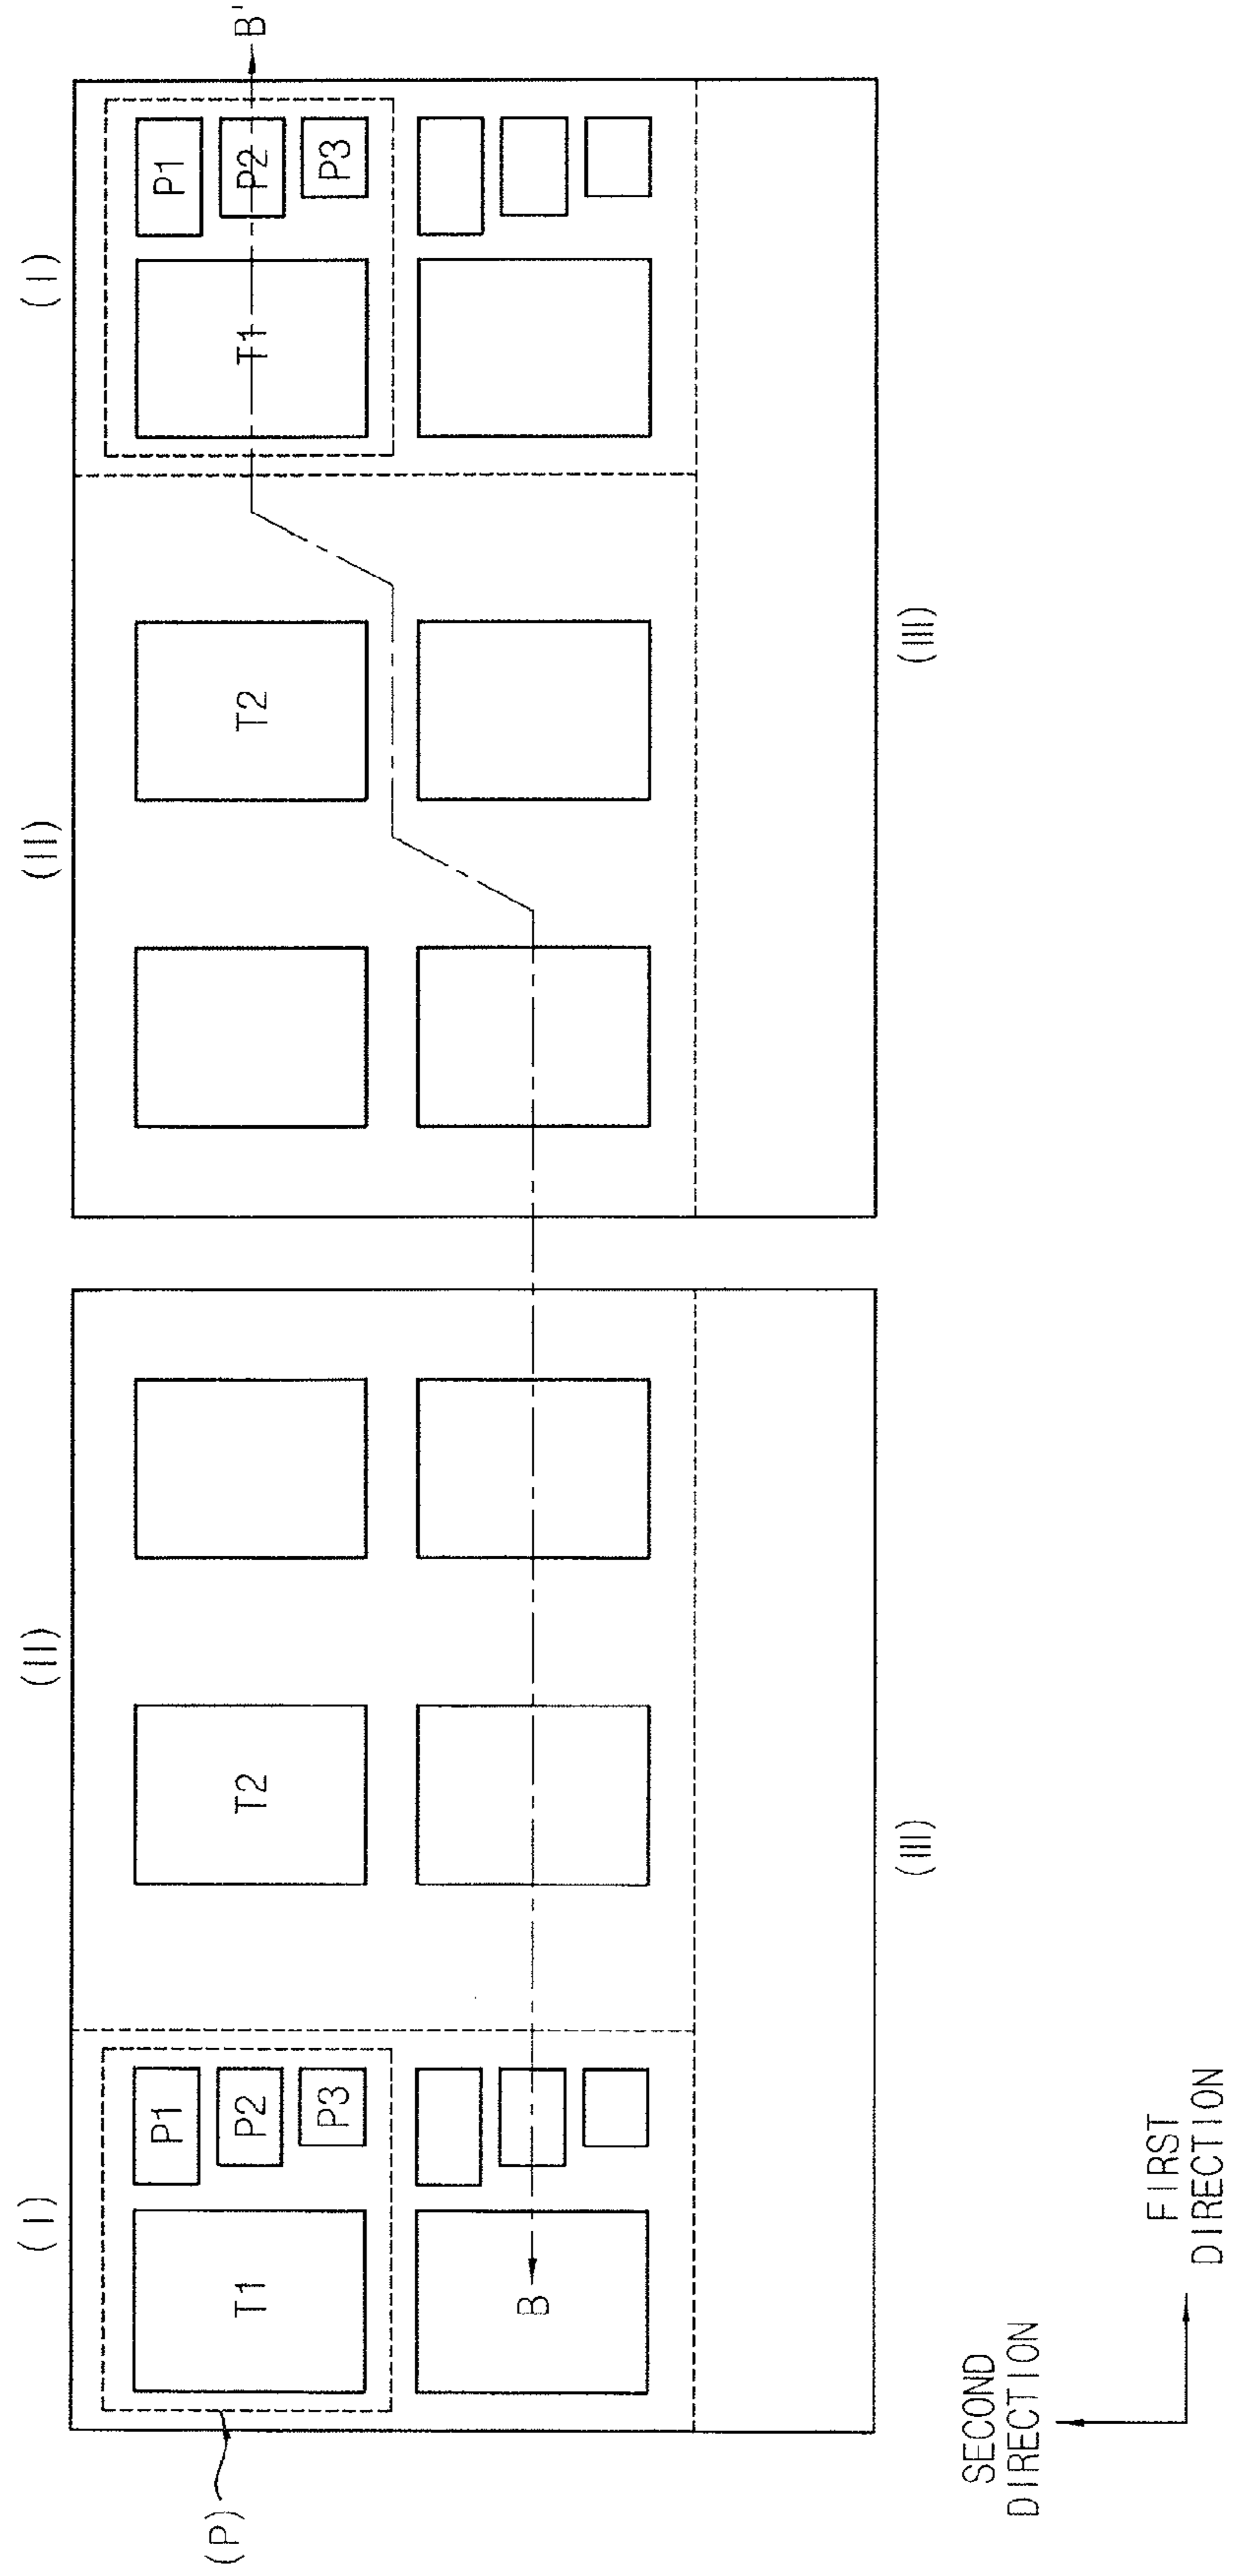 (I)
(II)
(II)
(I)
P1
P1
(P)
T1
P2
T2
T2
T1
P2
B'
P3
P3
B
(III)
(III)
SECOND
DIRECTION
FIRST
DIRECTION